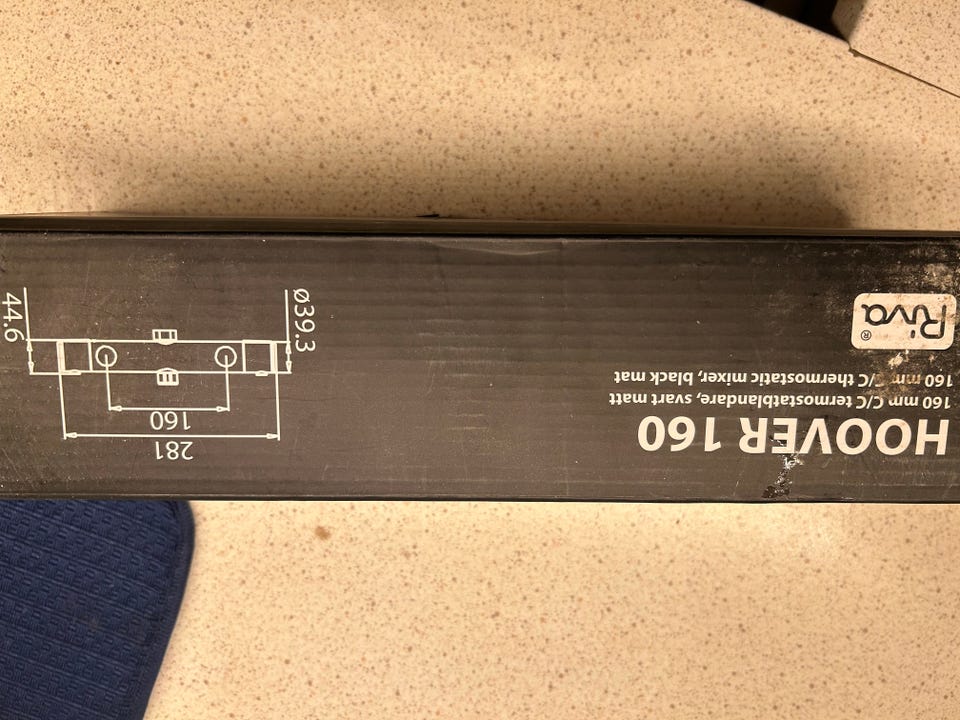 HOOVER 160
160 mm C/C termostatblandare, svart matt
160 mm C/C thermostatic mixer, black mat
Riva®
281
160
ø39.3
44.6